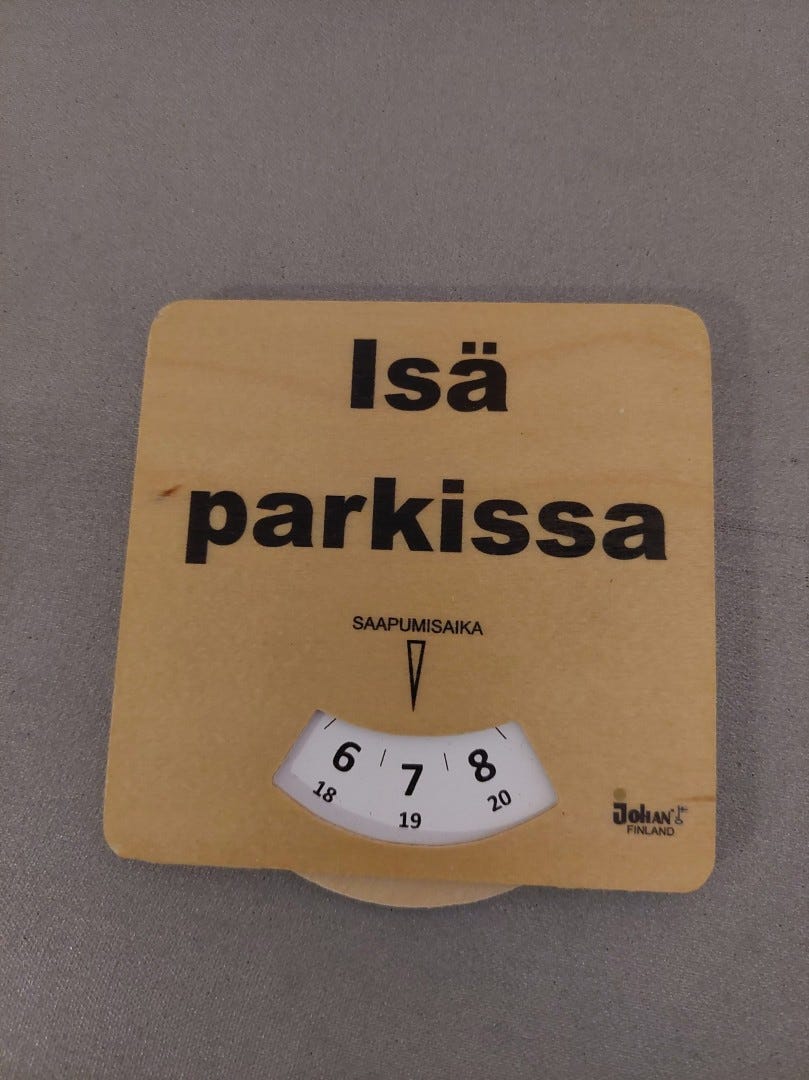 Isä
parkissa
SAAPUMISAIKA
6 7 8
18 19 20
Johan
FINLAND